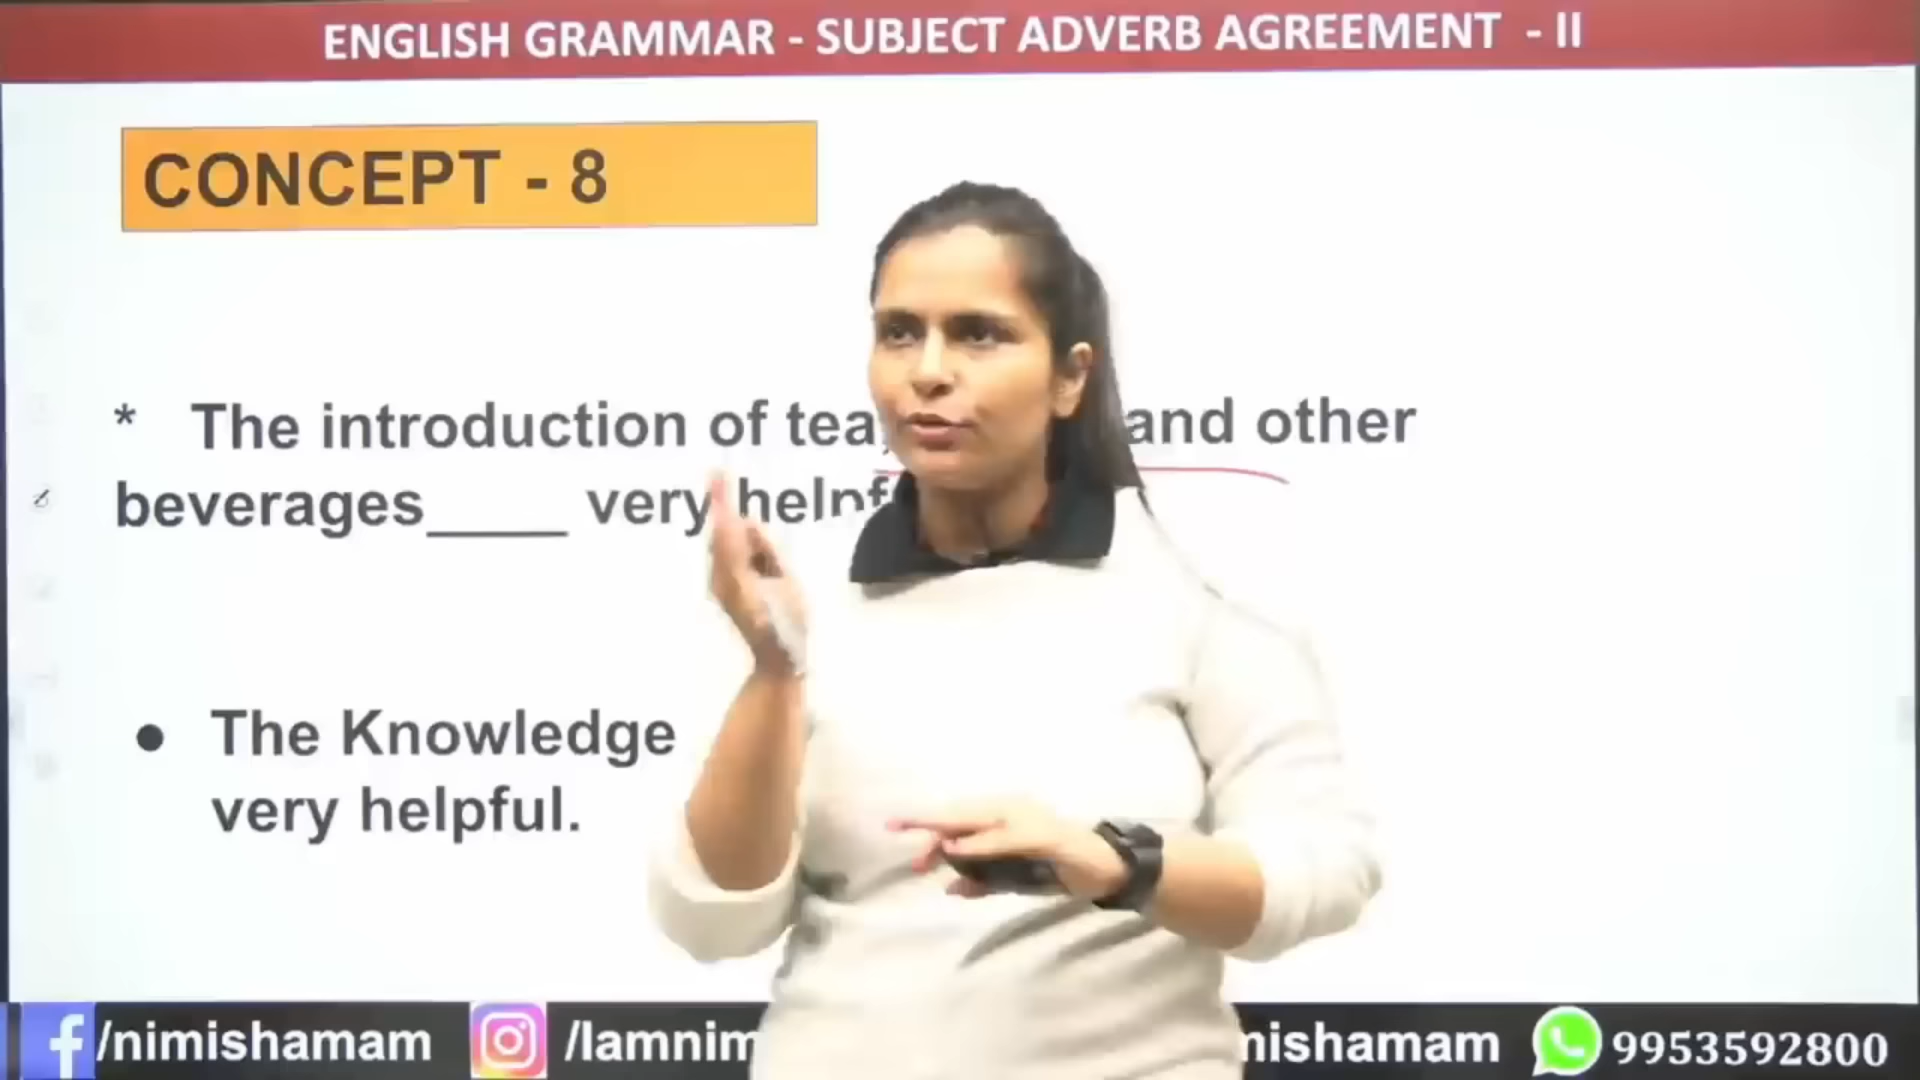 ENGLISH GRAMMAR - SUBJECT ADVERB AGREEMENT - II
CONCEPT - 8
* The introduction of tea, and other
beverages____ very
● The Knowledge
very helpful.
/nimishamam /Iamnim nishamam 9953592800